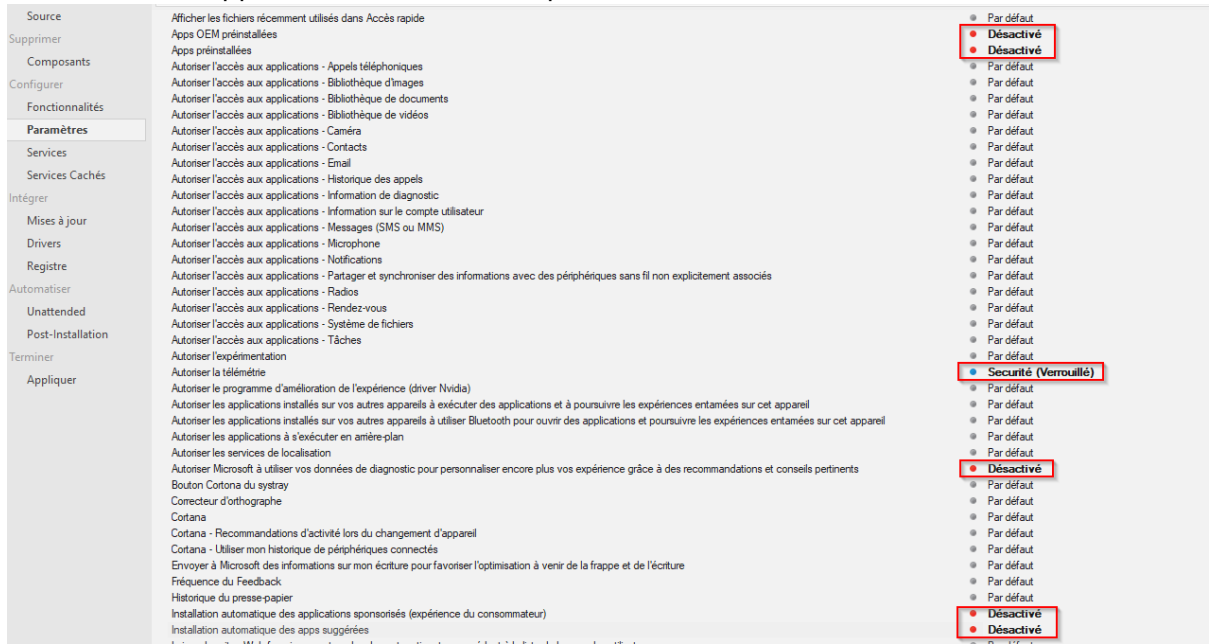 Source
Supprimer
Composants
Configurer
Fonctionnalités
Paramètres
Services
Services Cachés
Intégrer
Mises à jour
Drivers
Registre
Automatiser
Unattended
Post-Installation
Terminer
Appliquer
Afficher les fichiers récemment utilisés dans Accès rapide Par défaut
Apps OEM préinstallées Désactivé
Apps préinstallées Désactivé
Autoriser l'accès aux applications - Appels téléphoniques Par défaut
Autoriser l'accès aux applications - Bibliothèque d'images Par défaut
Autoriser l'accès aux applications - Bibliothèque de documents Par défaut
Autoriser l'accès aux applications - Bibliothèque de vidéos Par défaut
Autoriser l'accès aux applications - Caméra Par défaut
Autoriser l'accès aux applications - Contacts Par défaut
Autoriser l'accès aux applications - Email Par défaut
Autoriser l'accès aux applications - Historique des appels Par défaut
Autoriser l'accès aux applications - Information de diagnostic Par défaut
Autoriser l'accès aux applications - Information sur le compte utilisateur Par défaut
Autoriser l'accès aux applications - Messages (SMS ou MMS) Par défaut
Autoriser l'accès aux applications - Microphone Par défaut
Autoriser l'accès aux applications - Notifications Par défaut
Autoriser l'accès aux applications - Partager et synchroniser des informations avec des périphériques sans fil non explicitement associés Par défaut
Autoriser l'accès aux applications - Radios Par défaut
Autoriser l'accès aux applications - Rendez-vous Par défaut
Autoriser l'accès aux applications - Système de fichiers Par défaut
Autoriser l'accès aux applications - Tâches Par défaut
Autoriser l'expérimentation Par défaut
Autoriser la télémétrie Securité (Verrouillé)
Autoriser le programme d'amélioration de l'expérience (driver Nvidia) Par défaut
Autoriser les applications installés sur vos autres appareils à exécuter des applications et à poursuivre les expériences entamées sur cet appareil Par défaut
Autoriser les applications installés sur vos autres appareils à utiliser Bluetooth pour ouvrir des applications et poursuivre les expériences entamées sur cet appareil Par défaut
Autoriser les applications à s'exécuter en arrière-plan Par défaut
Autoriser les services de localisation Par défaut
Autoriser Microsoft à utiliser vos données de diagnostic pour personnaliser encore plus vos expérience grâce à des recommandations et conseils pertinents Désactivé
Bouton Cortona du systray Par défaut
Correcteur d'orthographe Par défaut
Cortana Par défaut
Cortana - Recommandations d'activité lors du changement d'appareil Par défaut
Cortana - Utiliser mon historique de périphériques connectés Par défaut
Envoyer à Microsoft des informations sur mon écriture pour favoriser l'optimisation à venir de la frappe et de l'écriture Par défaut
Fréquence du Feedback Par défaut
Historique du presse-papier Par défaut
Installation automatique des applications sponsorisés (expérience du consommateur) Désactivé
Installation automatique des apps suggérées Désactivé